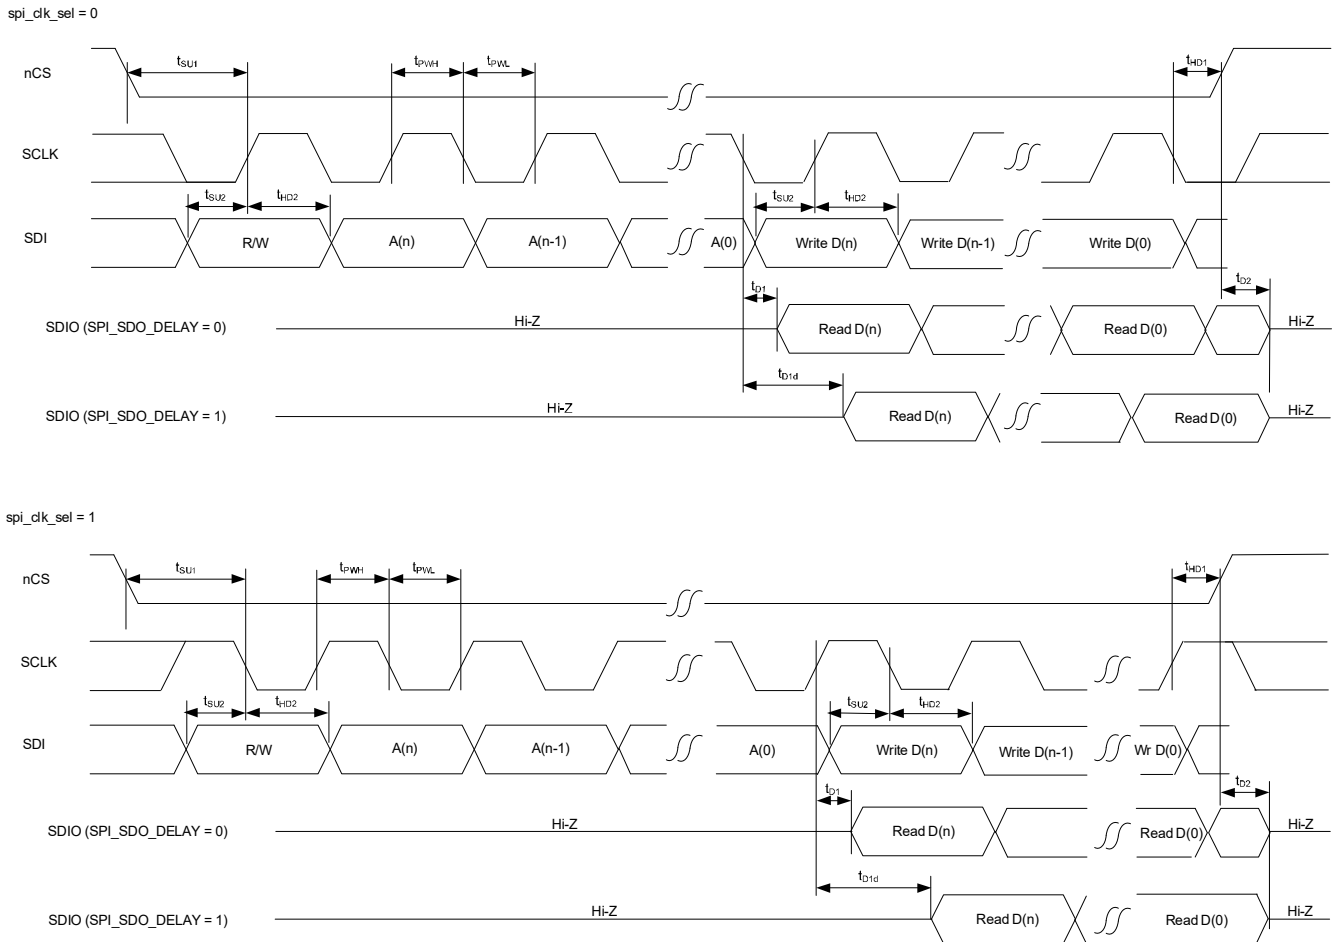 spi_clk_sel = 0
nCS
tSU1
tPWH
tPWL
tHD1
SCLK
tSU2
tHD2
tSU2
tHD2
SDI
R/W
A(n)
A(n-1)
A(0)
Write D(n)
Write D(n-1)
Write D(0)
tD1
tD2
SDIO (SPI_SDO_DELAY = 0)
Hi-Z
Read D(n)
Read D(0)
Hi-Z
tD1d
SDIO (SPI_SDO_DELAY = 1)
Hi-Z
Read D(n)
Read D(0)
Hi-Z
spi_clk_sel = 1
nCS
tSU1
tPWH
tPWL
tHD1
SCLK
tSU2
tHD2
tSU2
tHD2
SDI
R/W
A(n)
A(n-1)
A(0)
Write D(n)
Write D(n-1)
Wr D(0)
tD1
tD2
SDIO (SPI_SDO_DELAY = 0)
Hi-Z
Read D(n)
Read D(0)
Hi-Z
tD1d
SDIO (SPI_SDO_DELAY = 1)
Hi-Z
Read D(n)
Read D(0)
Hi-Z